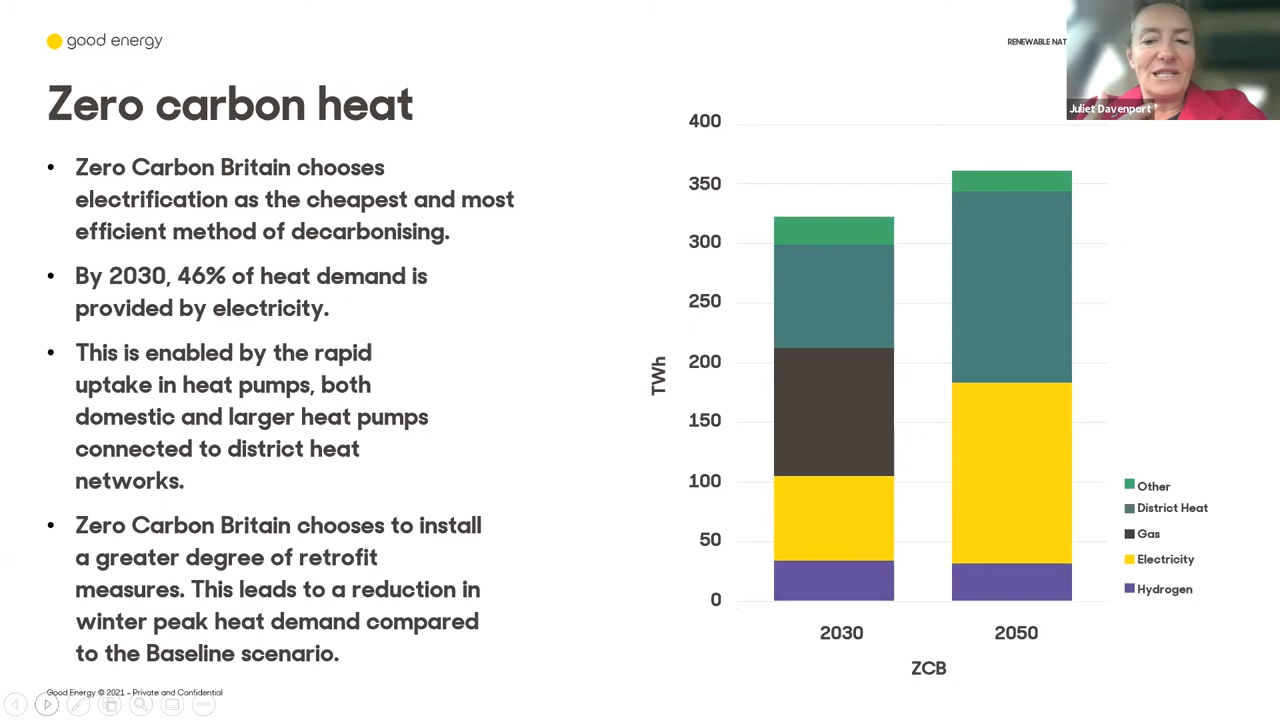 good energy
RENEWABLE NAT
Juliet Davenport
Zero carbon heat
• Zero Carbon Britain chooses
electrification as the cheapest and most
efficient method of decarbonising.
• By 2030, 46% of heat demand is
provided by electricity.
• This is enabled by the rapid
uptake in heat pumps, both
domestic and larger heat pumps
connected to district heat
networks.
• Zero Carbon Britain chooses to install
a greater degree of retrofit
measures. This leads to a reduction in
winter peak heat demand compared
to the Baseline scenario.
400
350
300
250
200
150
100
50
0
TWh
2030
2050
ZCB
Other
District Heat
Gas
Electricity
Hydrogen
Good Energy © 2021 - Private and Confidential